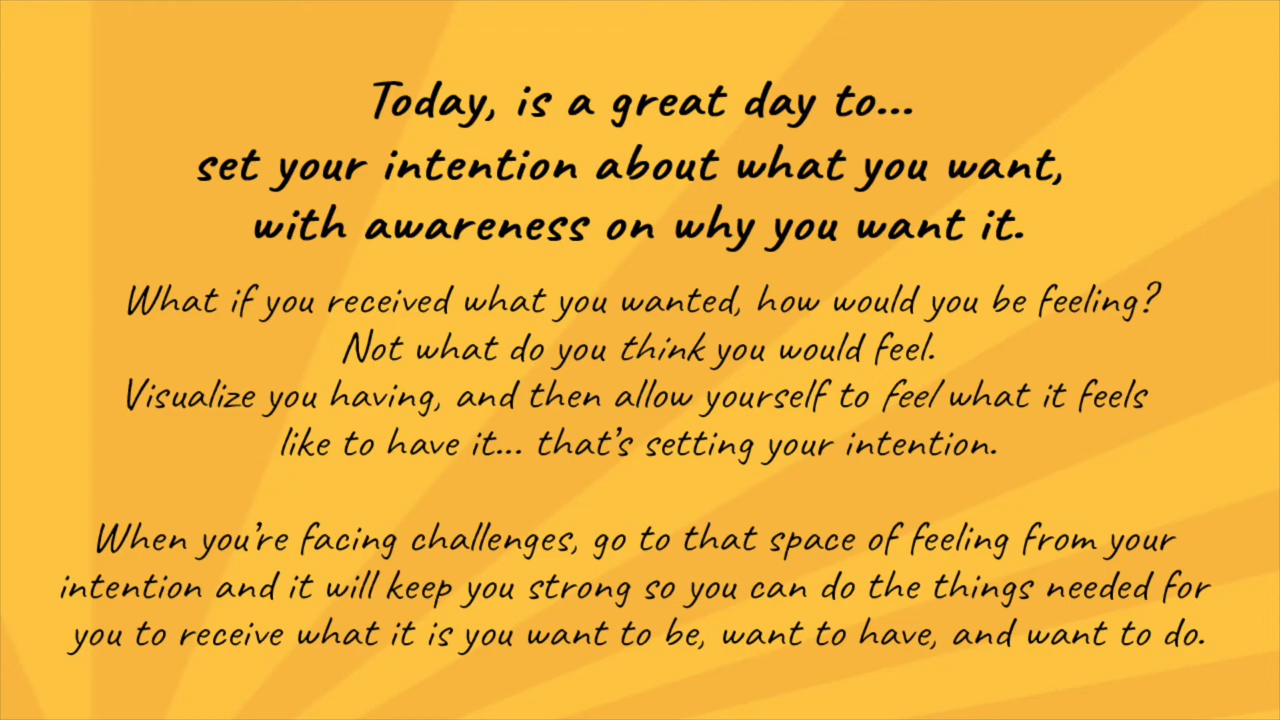 Today, is a great day to...
set your intention about what you want,
with awareness on why you want it.
What if you received what you wanted, how would you be feeling?
Not what do you think you would feel.
Visualize you having, and then allow yourself to feel what it feels
like to have it... that's setting your intention.
When you're facing challenges, go to that space of feeling from your
intention and it will keep you strong so you can do the things needed for
you to receive what it is you want to be, want to have, and want to do.